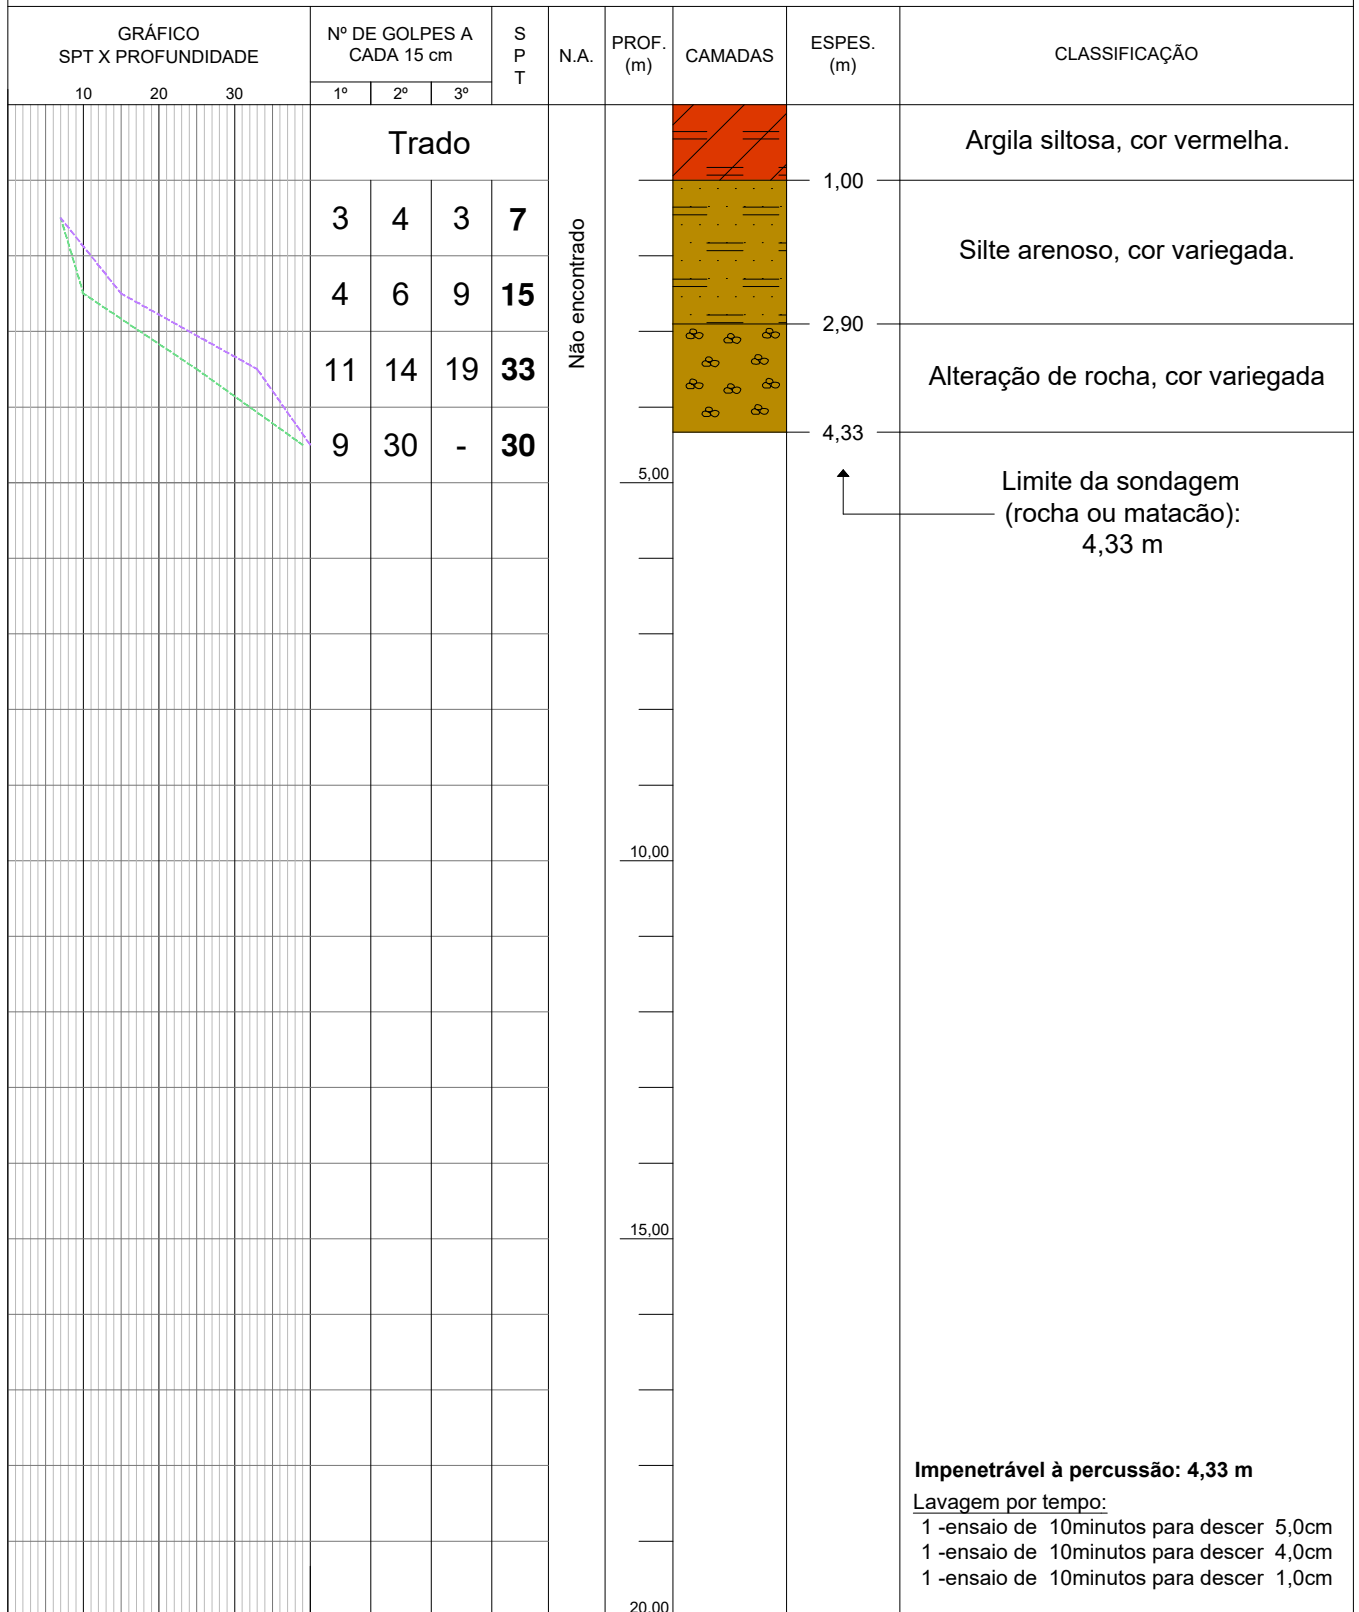 GRÁFICO
SPT X PROFUNDIDADE
10 20 30
Nº DE GOLPES A
CADA 15 cm
1º 2º 3º
S
P
T
N.A.
PROF.
(m)
CAMADAS
ESPES.
(m)
CLASSIFICAÇÃO
Trado
Argila siltosa, cor vermelha.
1,00
3 4 3 7
Não encontrado
Silte arenoso, cor variegada.
4 6 9 15
2,90
11 14 19 33
Alteração de rocha, cor variegada
4,33
9 30 - 30
5,00
Limite da sondagem
(rocha ou matacão):
4,33 m
10,00
15,00
Impenetrável à percussão: 4,33 m
Lavagem por tempo:
1 -ensaio de 10minutos para descer 5,0cm
1 -ensaio de 10minutos para descer 4,0cm
1 -ensaio de 10minutos para descer 1,0cm
20,00